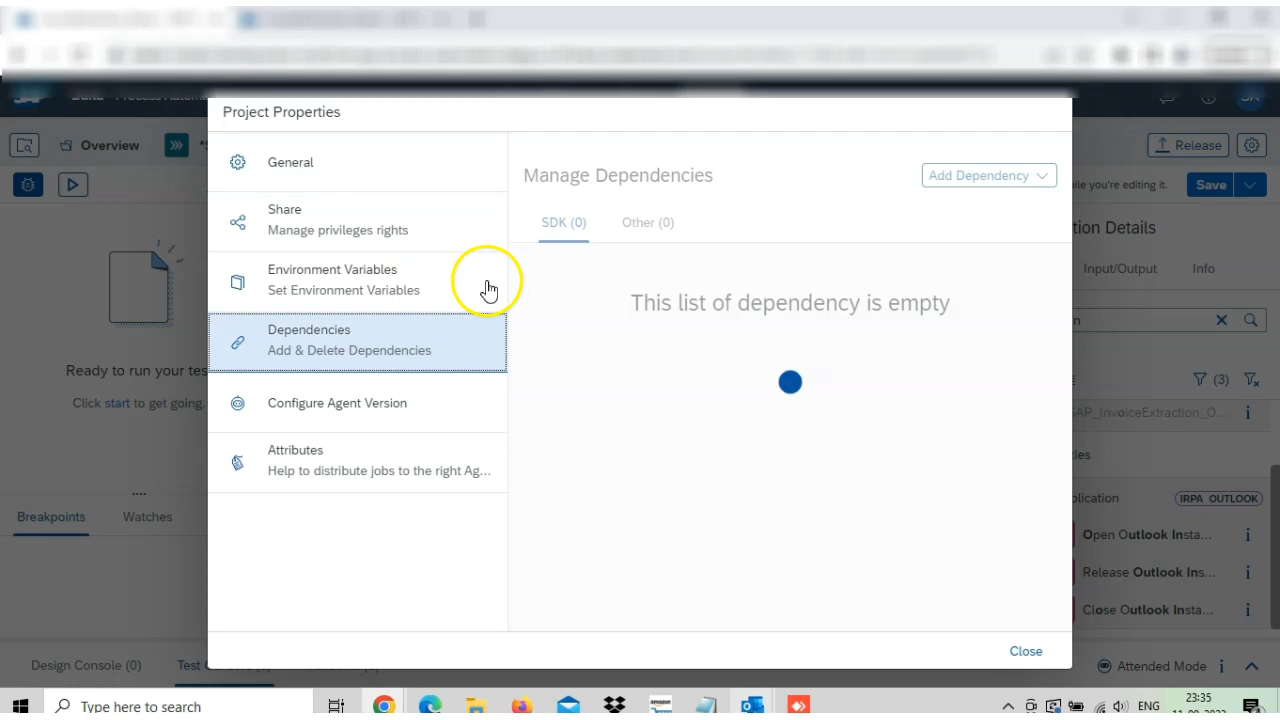 Project Properties
Overview
Release
General
Manage Dependencies
Add Dependency
while you're editing it.
Save
Share
Manage privileges rights
SDK (0)
Other (0)
Details
Environment Variables
Set Environment Variables
Input/Output
Info
This list of dependency is empty
Dependencies
Add & Delete Dependencies
Ready to run your
Click start to get going.
(3)
Configure Agent Version
SAP_InvoiceExtraction_O...
Attributes
Help to distribute jobs to the right Ag...
IRPA OUTLOOK
Breakpoints
Watches
Open Outlook Insta...
Release Outlook Ins...
Close Outlook Insta...
Close
Design Console (0)
Attended Mode
Type here to search
ENG
23:35